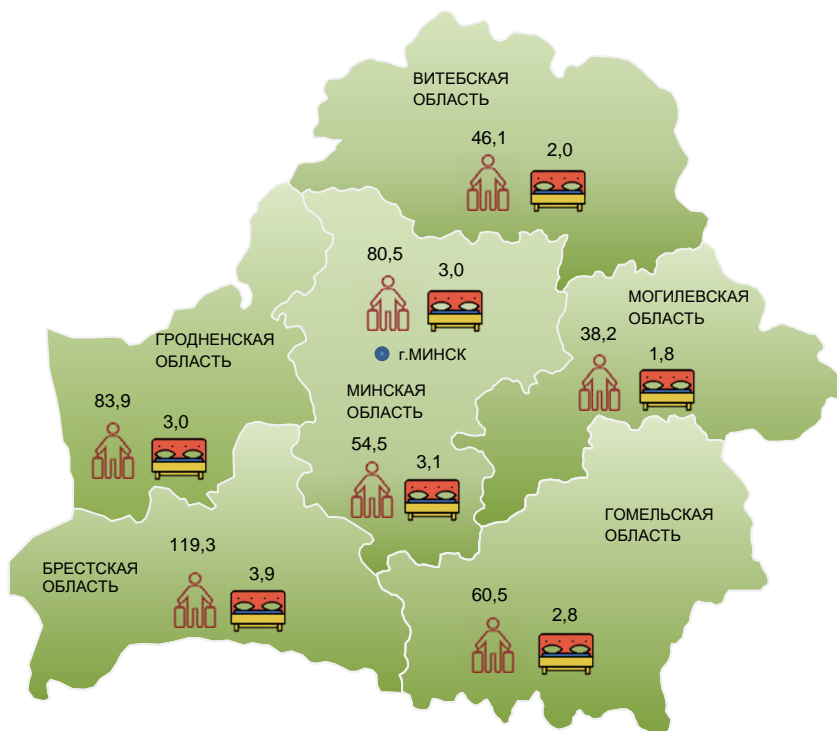 ВИТЕБСКАЯ
ОБЛАСТЬ
46,1
2,0
80,5
3,0
г.МИНСК
МОГИЛЕВСКАЯ
ОБЛАСТЬ
38,2
1,8
ГРОДНЕНСКАЯ
ОБЛАСТЬ
83,9
3,0
МИНСКАЯ
ОБЛАСТЬ
54,5
3,1
ГОМЕЛЬСКАЯ
ОБЛАСТЬ
60,5
2,8
БРЕСТСКАЯ
ОБЛАСТЬ
119,3
3,9